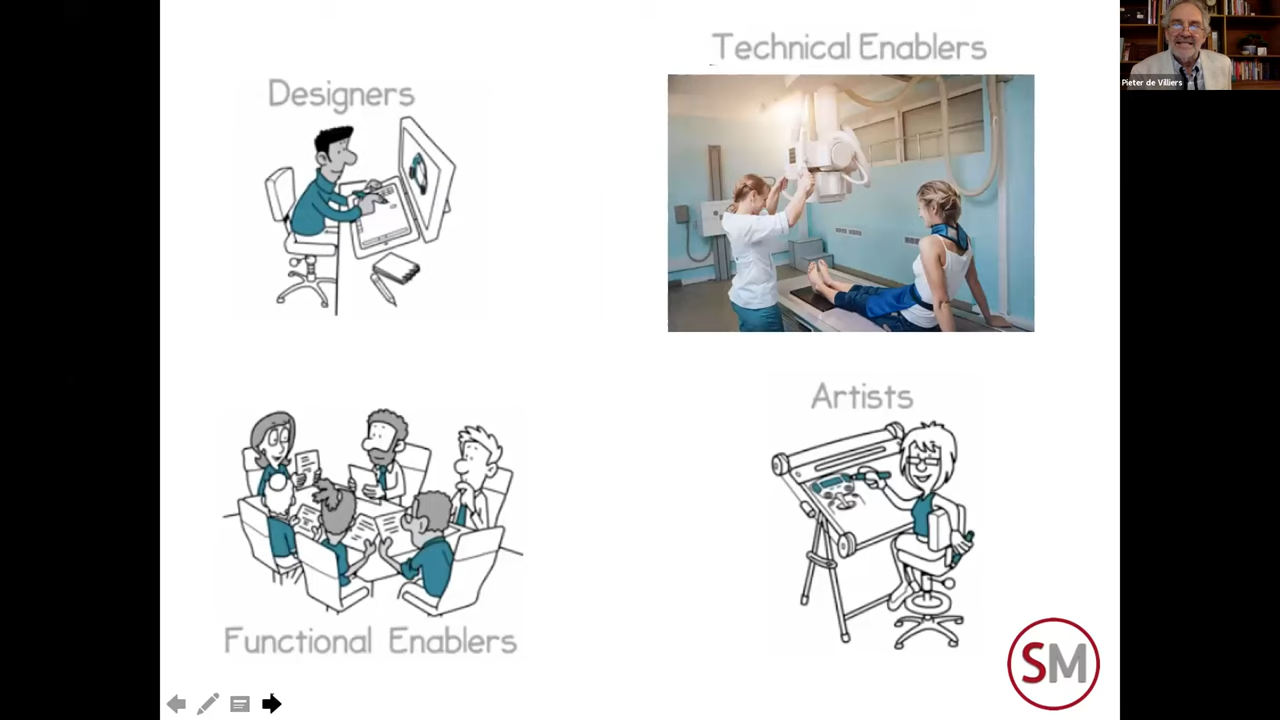 Technical Enablers
Designers
Artists
Functional Enablers
SM
Pieter de Villiers